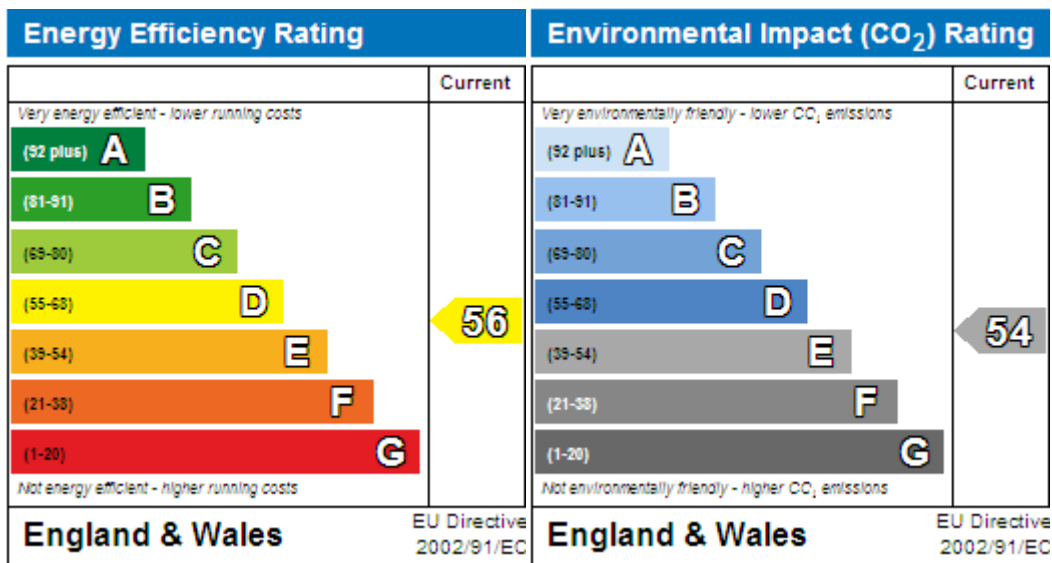 Energy Efficiency Rating
Current
Very energy efficient - lower running costs
(92 plus) A
(81-91) B
(69-80) C
(55-68) D
56
(39-54) E
(21-38) F
(1-20) G
Not energy efficient - higher running costs
England & Wales
EU Directive
2002/91/EC
Environmental Impact (CO₂) Rating
Current
Very environmentally friendly - lower CO₂ emissions
(92 plus) A
(81-91) B
(69-80) C
(55-68) D
(39-54) E
54
(21-38) F
(1-20) G
Not environmentally friendly - higher CO₂ emissions
England & Wales
EU Directive
2002/91/EC